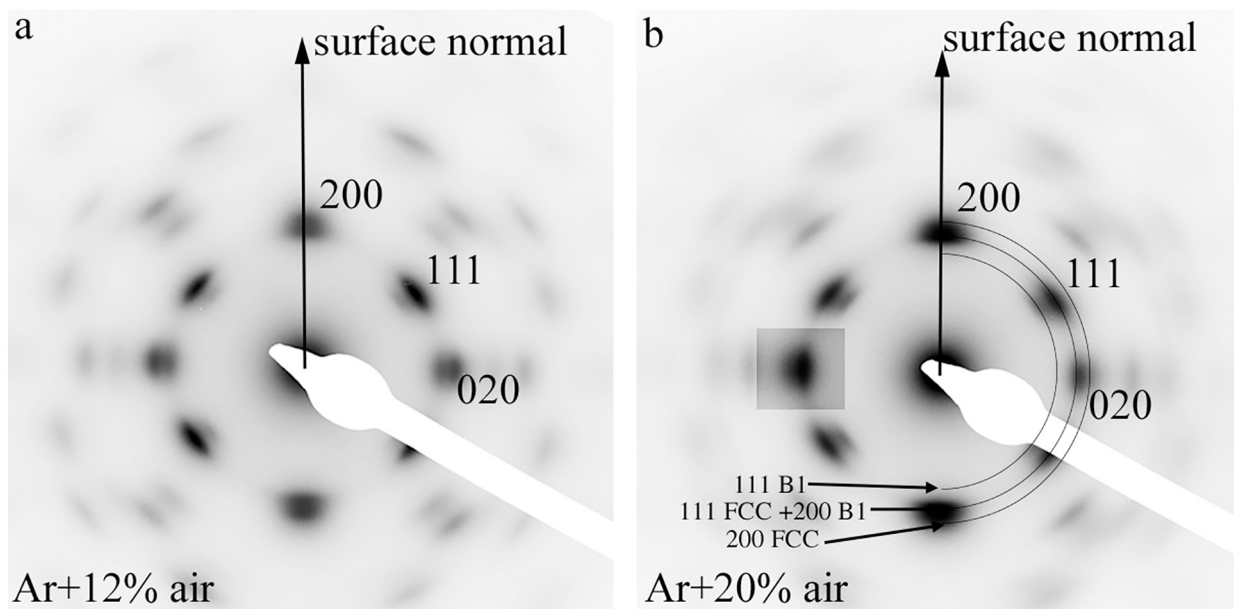 a
surface normal
200
111
020
Ar+12% air
b
surface normal
200
111
020
111 B1
111 FCC +200 B1
200 FCC
Ar+20% air